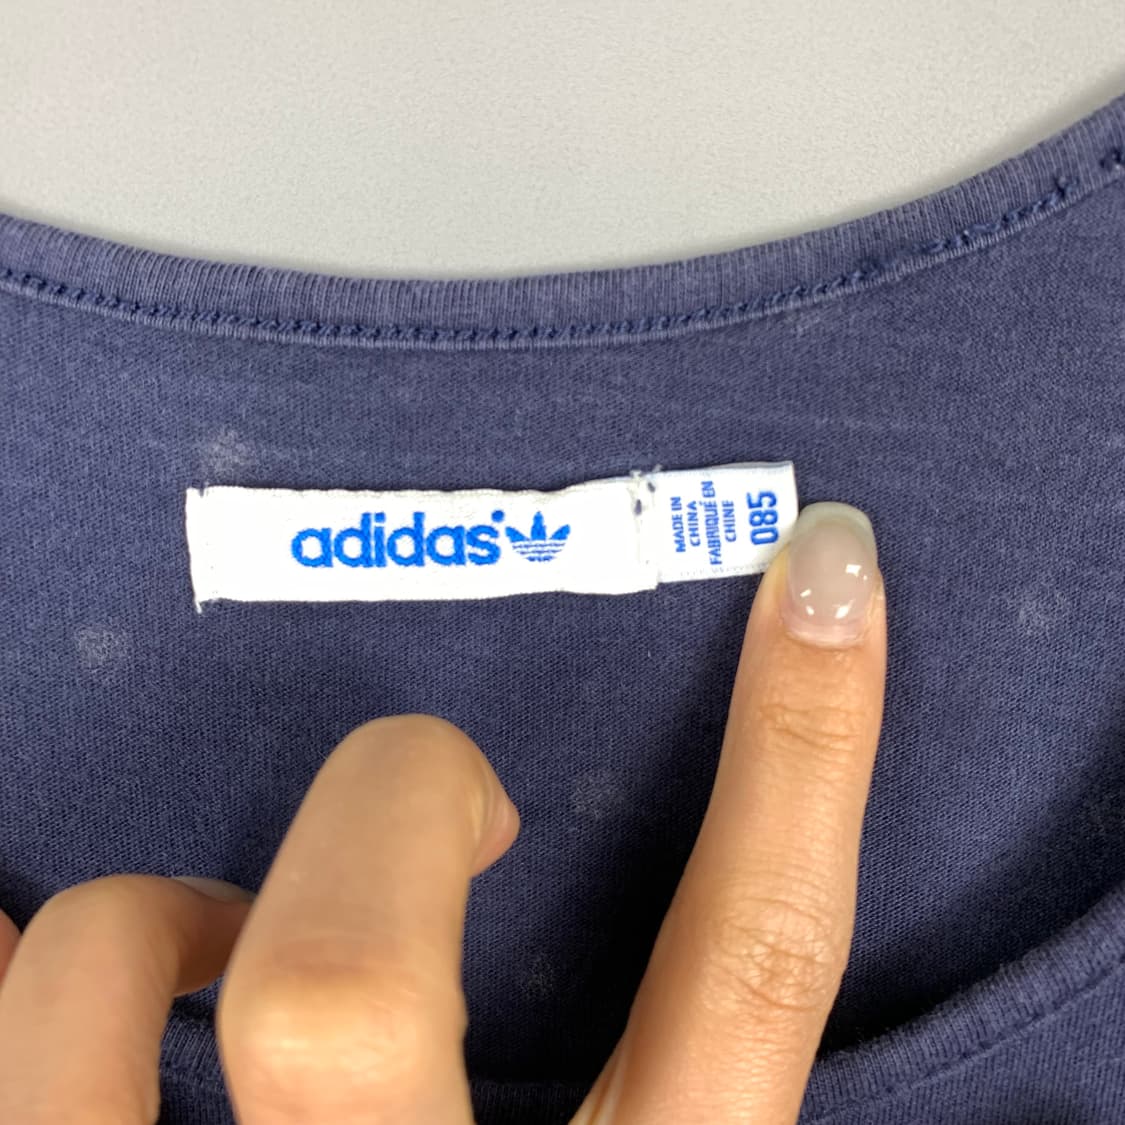 adidas
MADE IN
CHINA
FABRIQUÉ EN
CHINE
085